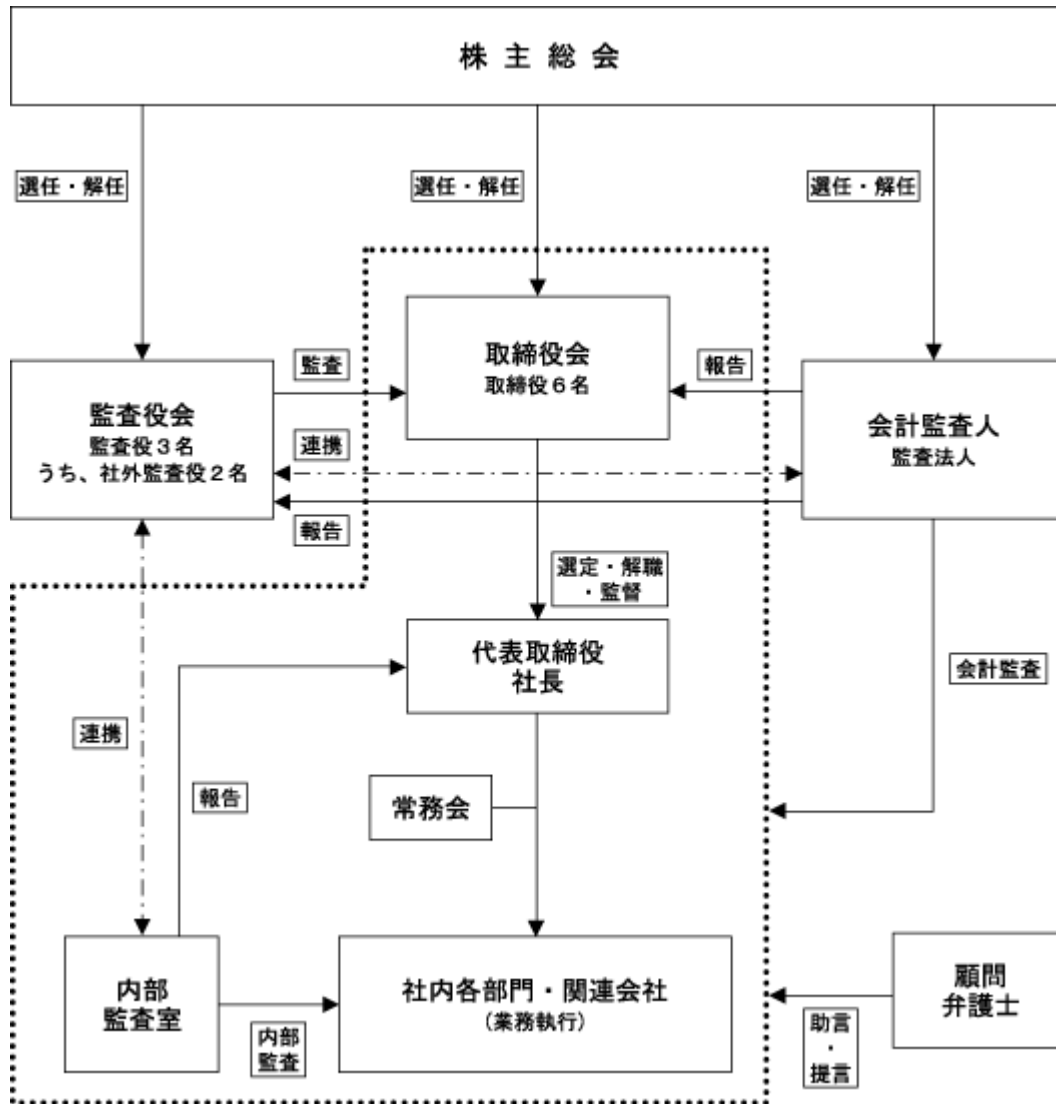 株主総会
選任・解任
選任・解任
選任・解任
取締役会
取締役6名
監査
報告
監査役会
監査役3名
うち、社外監査役2名
会計監査人
監査法人
連携
報告
選定・解職
・監督
代表取締役
社長
会計監査
連携
報告
常務会
内部
監査室
社内各部門・関連会社
(業務執行)
顧問
弁護士
内部
監査
助言
・
提言